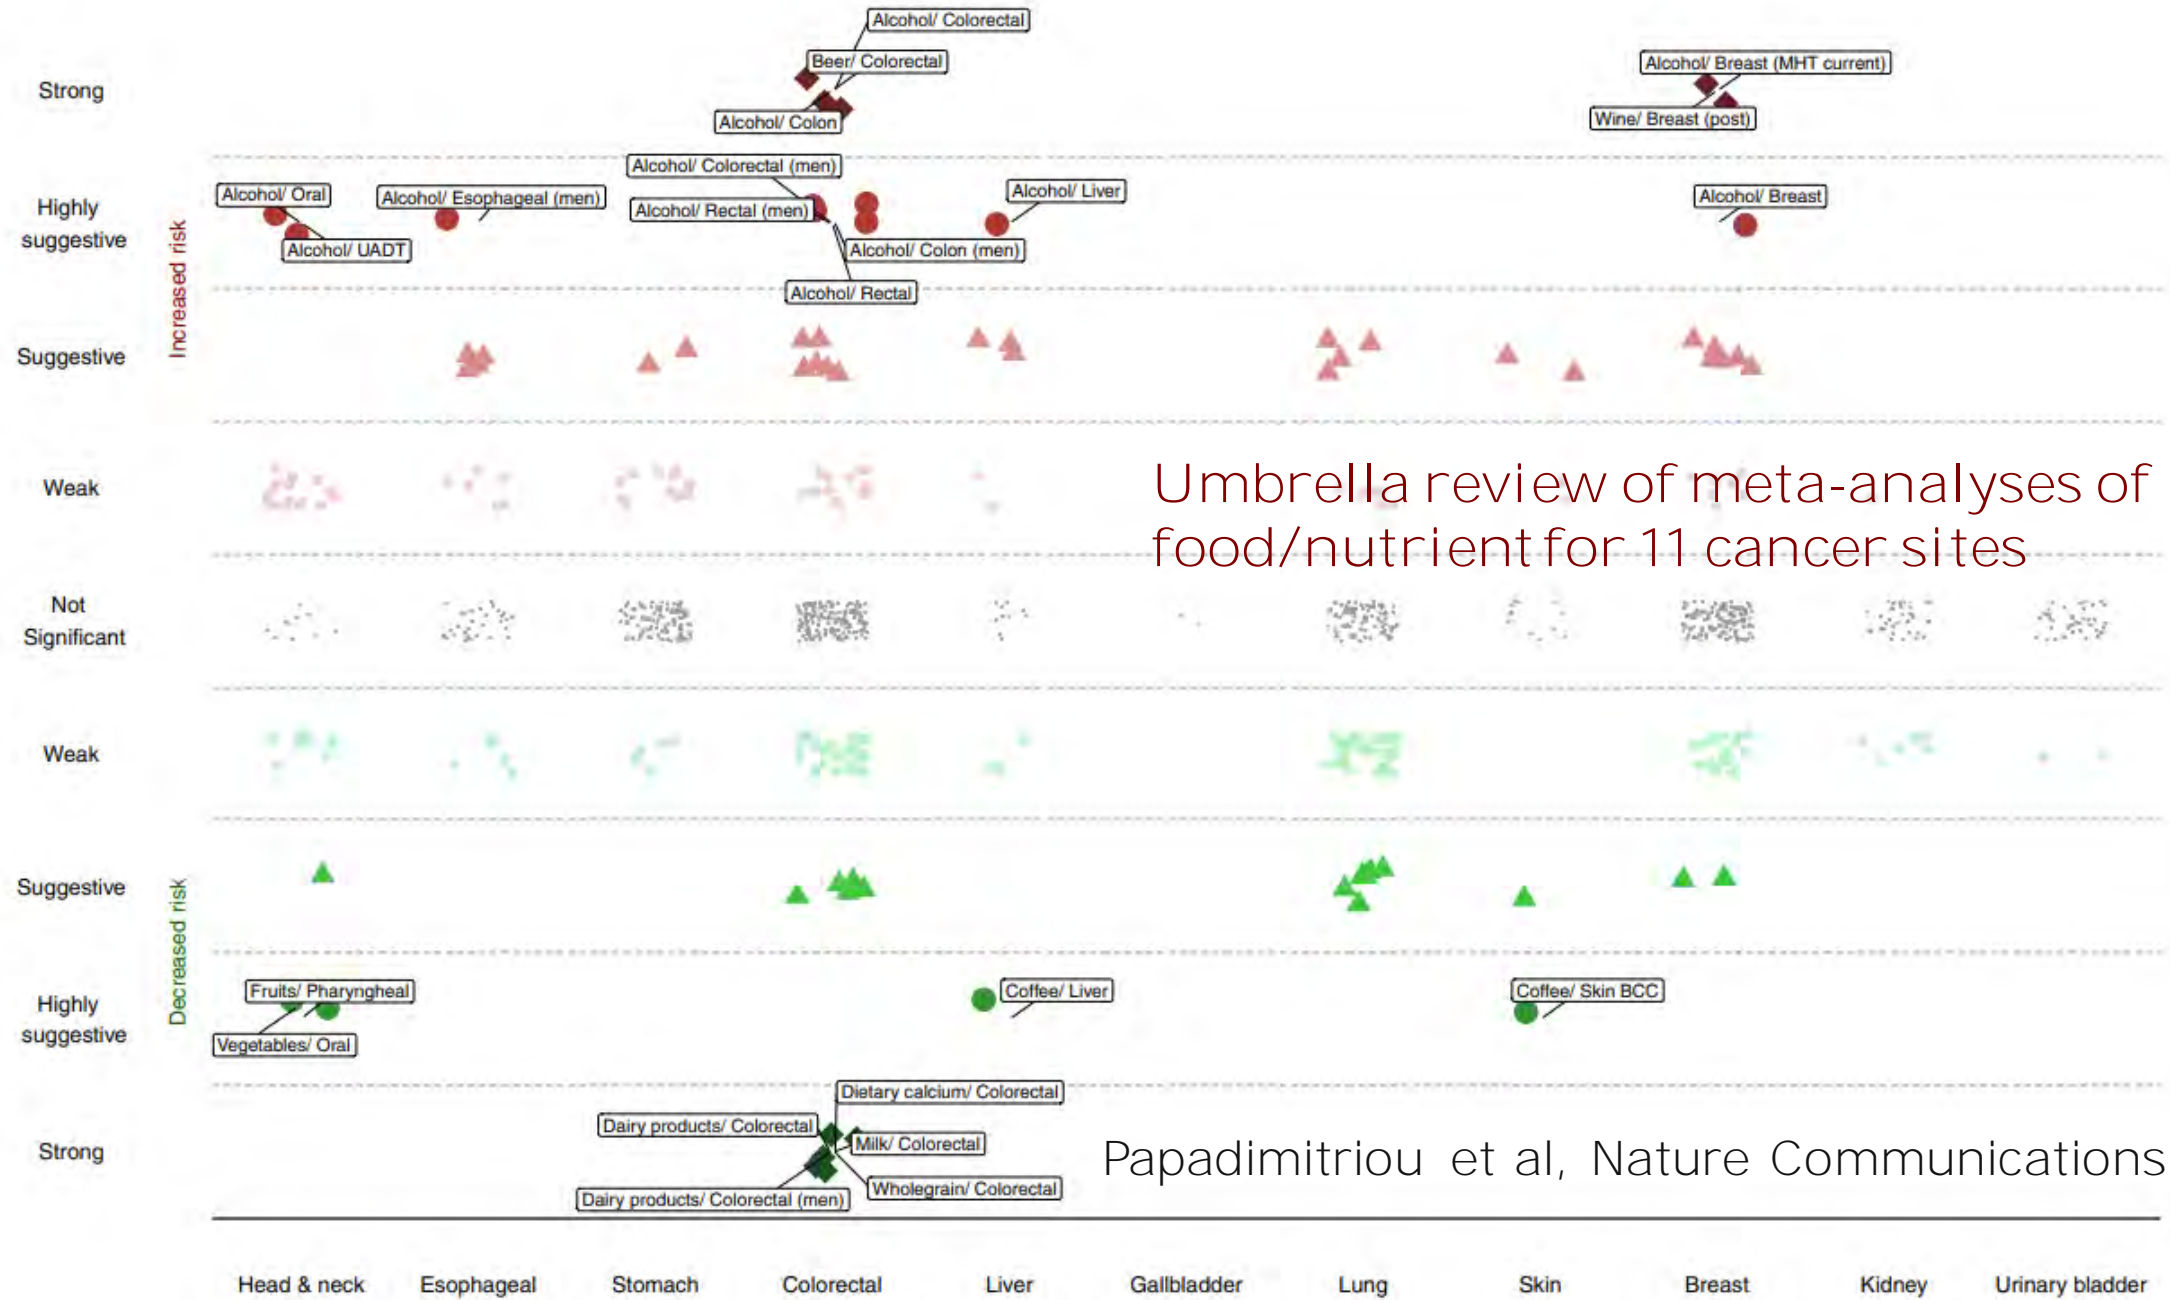 Alcohol/ Colorectal
Beer/ Colorectal
Alcohol/ Colon
Alcohol/ Breast (MHT current)
Wine/ Breast (post)
Strong
Alcohol/ Colorectal (men)
Alcohol/ Oral
Alcohol/ Esophageal (men)
Alcohol/ Rectal (men)
Alcohol/ Liver
Alcohol/ Breast
Highly
suggestive
Alcohol/ UADT
Alcohol/ Colon (men)
Alcohol/ Rectal
Increased risk
Suggestive
Weak
Umbrella review of meta-analyses of
food/nutrient for 11 cancer sites
Not
Significant
Weak
Suggestive
Decreased risk
Highly
suggestive
Fruits/ Pharyngheal
Vegetables/ Oral
Coffee/ Liver
Coffee/ Skin BCC
Dietary calcium/ Colorectal
Dairy products/ Colorectal
Milk/ Colorectal
Strong
Wholegrain/ Colorectal
Dairy products/ Colorectal (men)
Papadimitriou et al, Nature Communications
Head & neck
Esophageal
Stomach
Colorectal
Liver
Gallbladder
Lung
Skin
Breast
Kidney
Urinary bladder